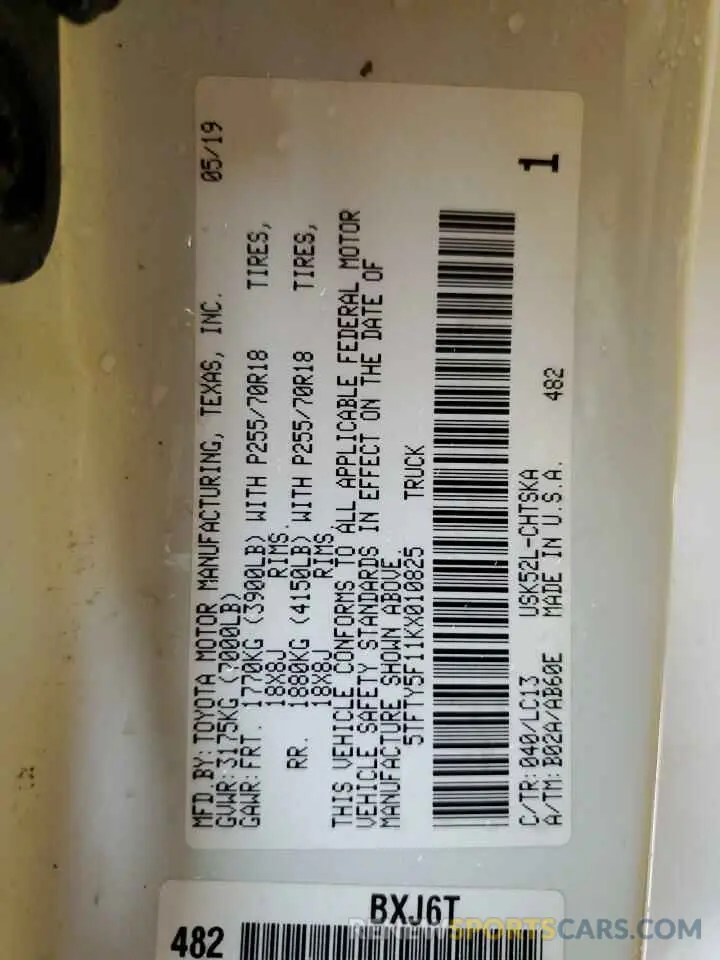 MFD.BY:TOYOTA MOTOR MANUFACTURING, TEXAS, INC. 05/19
GVWR:3175KG (7000LB)
GAWR:FRT. 1770KG (3900LB) WITH P255/70R18 TIRES,
18X8J RIMS.
RR. 1880KG (4150LB) WITH P255/70R18 TIRES,
18X8J RIMS,
THIS VEHICLE CONFORMS TO ALL APPLICABLE FEDERAL MOTOR
VEHICLE SAFETY STANDARDS IN EFFECT ON THE DATE OF
MANUFACTURE SHOWN ABOVE.
5TFTY5F11KX010825 TRUCK
C/TR:040/LC13 USK52L-CHTSKA
A/TM:B02A/AB60E MADE IN U.S.A. 482
1
BXJ6T
482
SPORTSCARS.COM